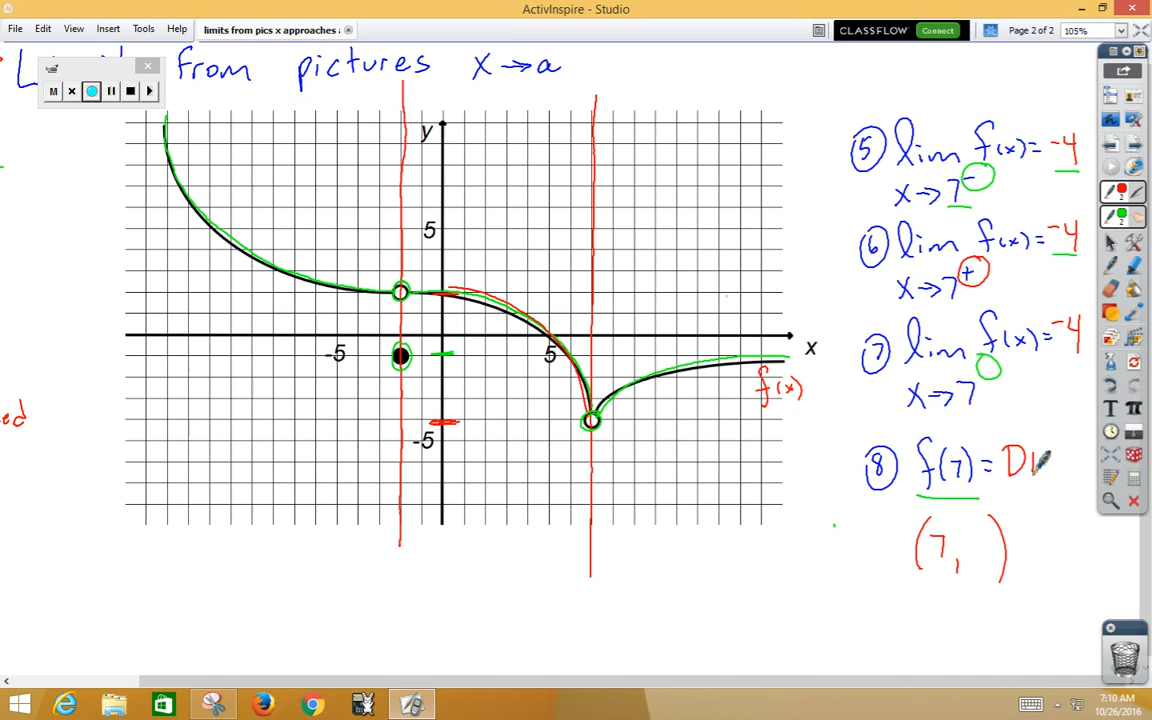 ActivInspire - Studio
File Edit View Insert Tools Help
limits from pics x approaches a
CLASSFLOW Connect
Page 2 of 2
105%
M
from pictures x→a
y
5
-5
5
x
-5
f(x)
ed
⑤ lim f(x) = -4
x→7⁻
⑥ lim f(x) = -4
x→7⁺
⑦ lim f(x) = -4
x→7
⑧ f(7) = D
(7, )
7:10 AM
10/26/2016